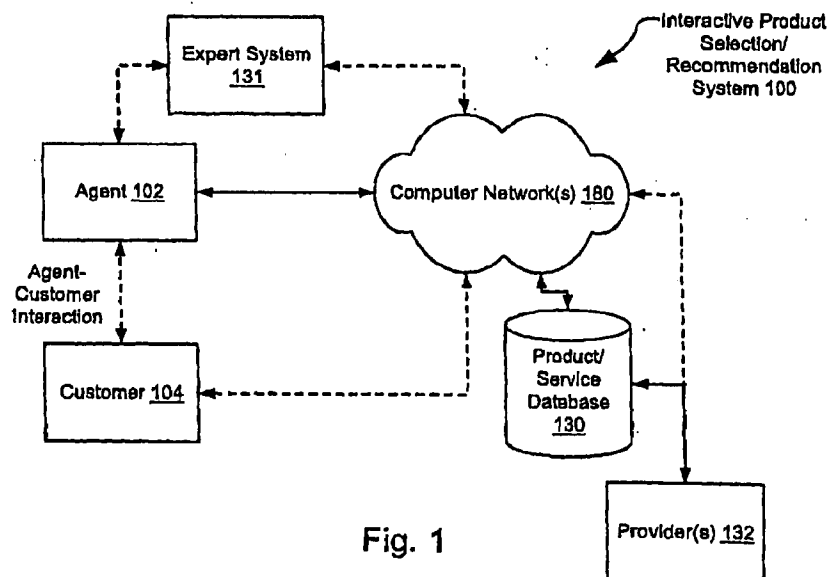 Interactive Product
Selection/
Recommendation
System 100
Expert System
131
Agent 102
Computer Network(s) 180
Agent-
Customer
Interaction
Customer 104
Product/
Service
Database
130
Provider(s) 132
Fig. 1